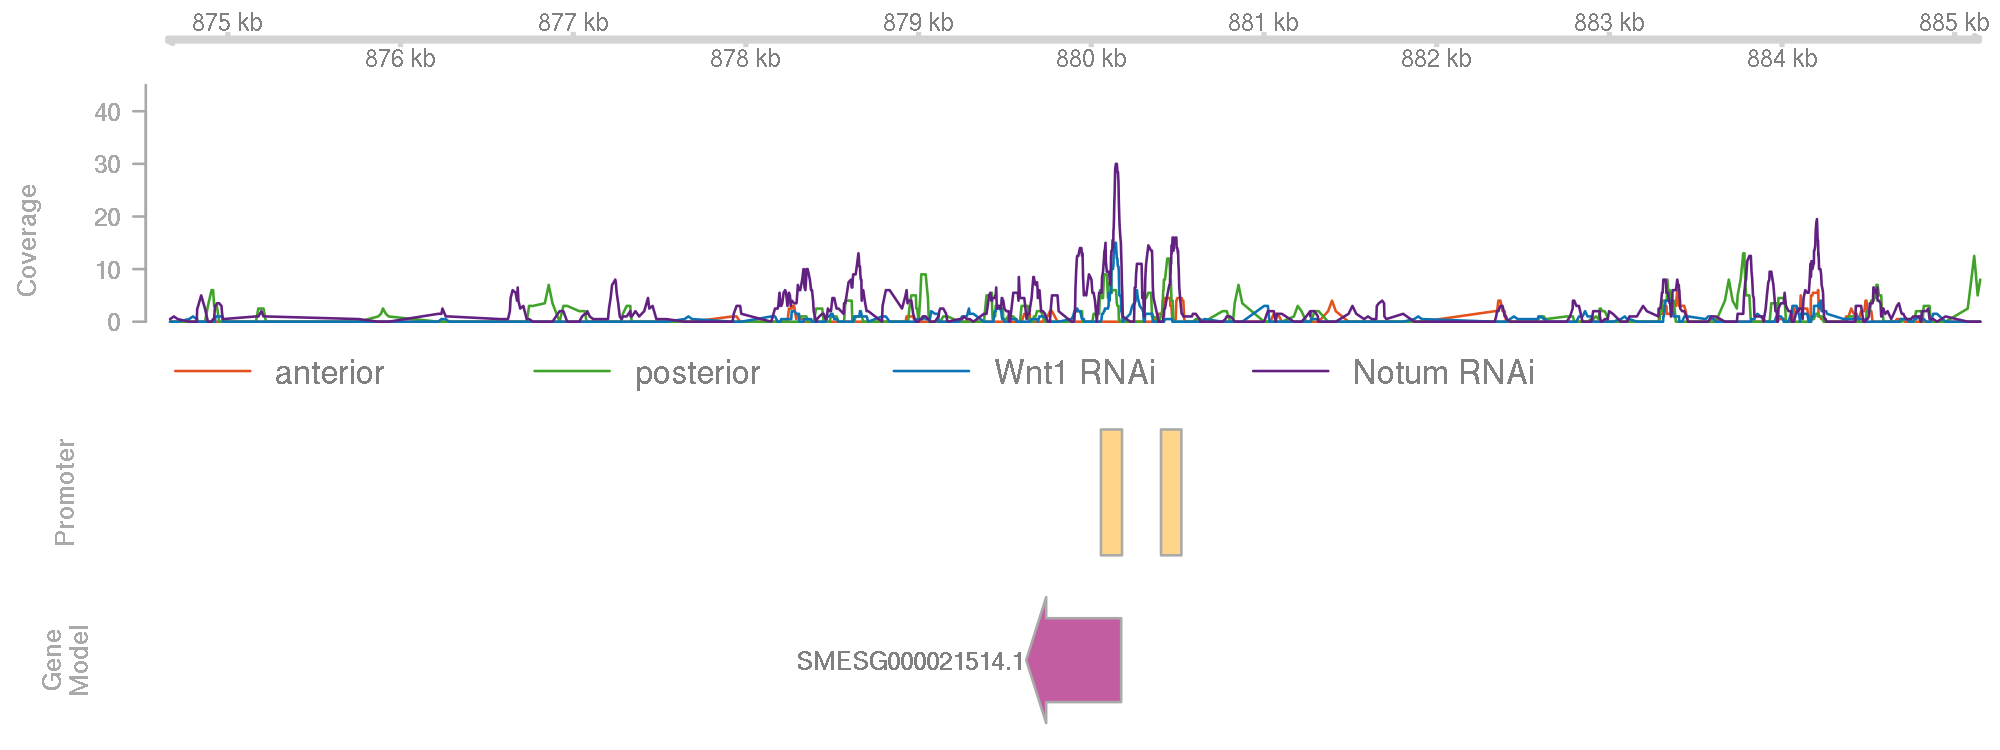 875 kb 877 kb 879 kb 881 kb 883 kb 885 kb
876 kb 878 kb 880 kb 882 kb 884 kb
Coverage
40
30
20
10
0
anterior posterior Wnt1 RNAi Notum RNAi
Promoter
Gene
Model
SMESG000021514.1